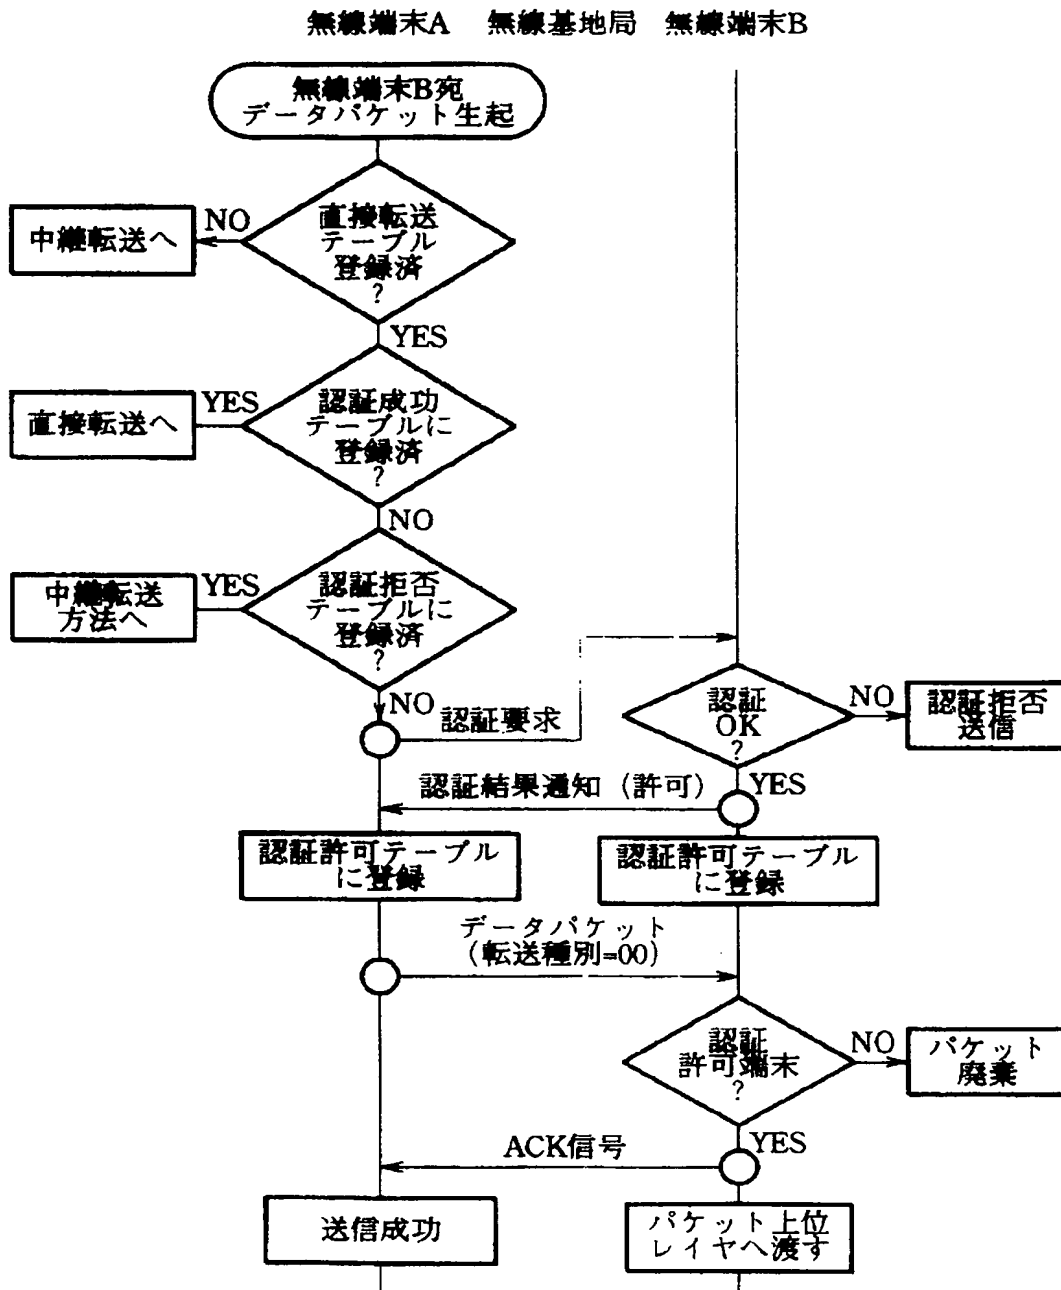 無線端末A 無線基地局 無線端末B
無線端末B宛
データパケット生起
直接転送
テーブル
登録済
?
NO
中継転送へ
YES
認証成功
テーブルに
登録済
?
YES
直接転送へ
NO
認証拒否
テーブルに
登録済
?
YES
中継転送
方法へ
NO
認証要求
認証
OK
?
NO
認証拒否
送信
YES
認証結果通知(許可)
認証許可テーブル
に登録
認証許可テーブル
に登録
データパケット
(転送種別=00)
認証
許可端末
?
NO
パケット
廃棄
YES
ACK信号
送信成功
パケット上位
レイヤへ渡す